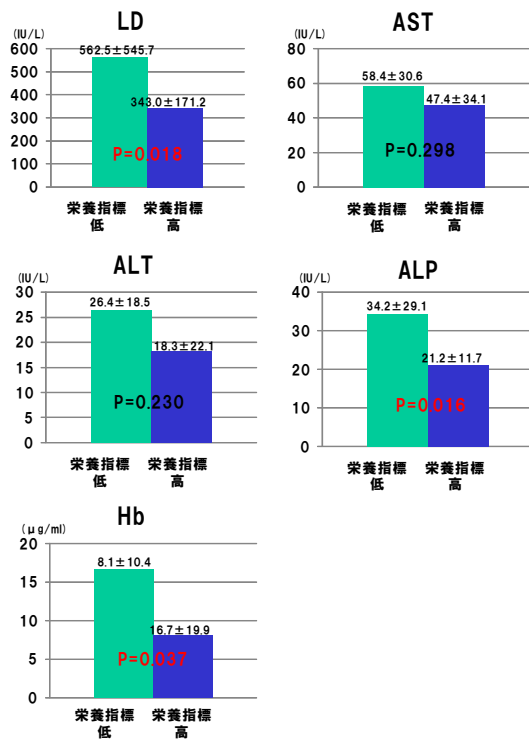 LD
(IU/L)
562.5±545.7
600
500
400
300
200
100
0
343.0±171.2
P=0.018
栄養指標
低
栄養指標
高
AST
(IU/L)
80
60
40
20
0
58.4±30.6
47.4±34.1
P=0.298
栄養指標
低
栄養指標
高
ALT
(IU/L)
30
25
20
15
10
5
0
26.4±18.5
18.3±22.1
P=0.230
栄養指標
低
栄養指標
高
ALP
(IU/L)
40
30
20
10
0
34.2±29.1
21.2±11.7
P=0.016
栄養指標
低
栄養指標
高
Hb
(μg/ml)
20
15
10
5
0
8.1±10.4
16.7±19.9
P=0.037
栄養指標
低
栄養指標
高